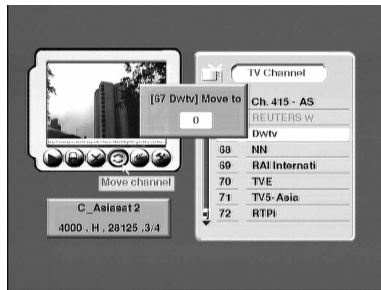 TV Channel
[67 Dwtv] Move to
0
Ch. 415 - AS
REUTERS W
Dwtv
68 NN
69 RAI Internati
70 TVE
71 TV5-Asia
72 RTPi
Move channel
C_Asiasat 2
4000 , H , 28125 ,3/4